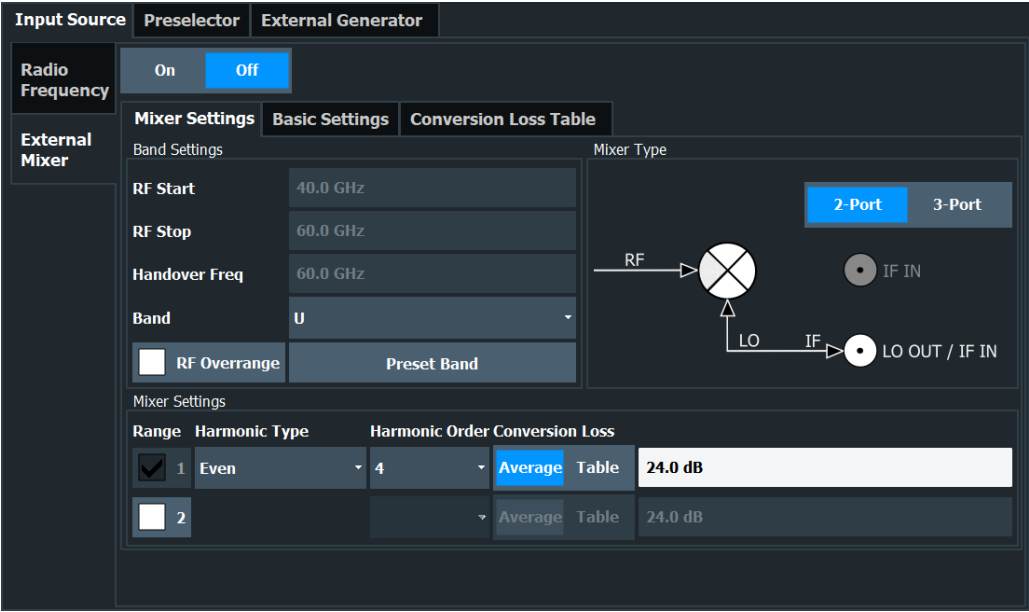 Input Source Preselector External Generator
Radio
Frequency
On Off
External
Mixer
Mixer Settings Basic Settings Conversion Loss Table
Band Settings
RF Start 40.0 GHz
RF Stop 60.0 GHz
Handover Freq 60.0 GHz
Band U
RF Overrange Preset Band
Mixer Type
2-Port 3-Port
RF
IF IN
LO IF LO OUT / IF IN
Mixer Settings
Range Harmonic Type Harmonic Order Conversion Loss
1 Even 4 Average Table 24.0 dB
2 Average Table 24.0 dB